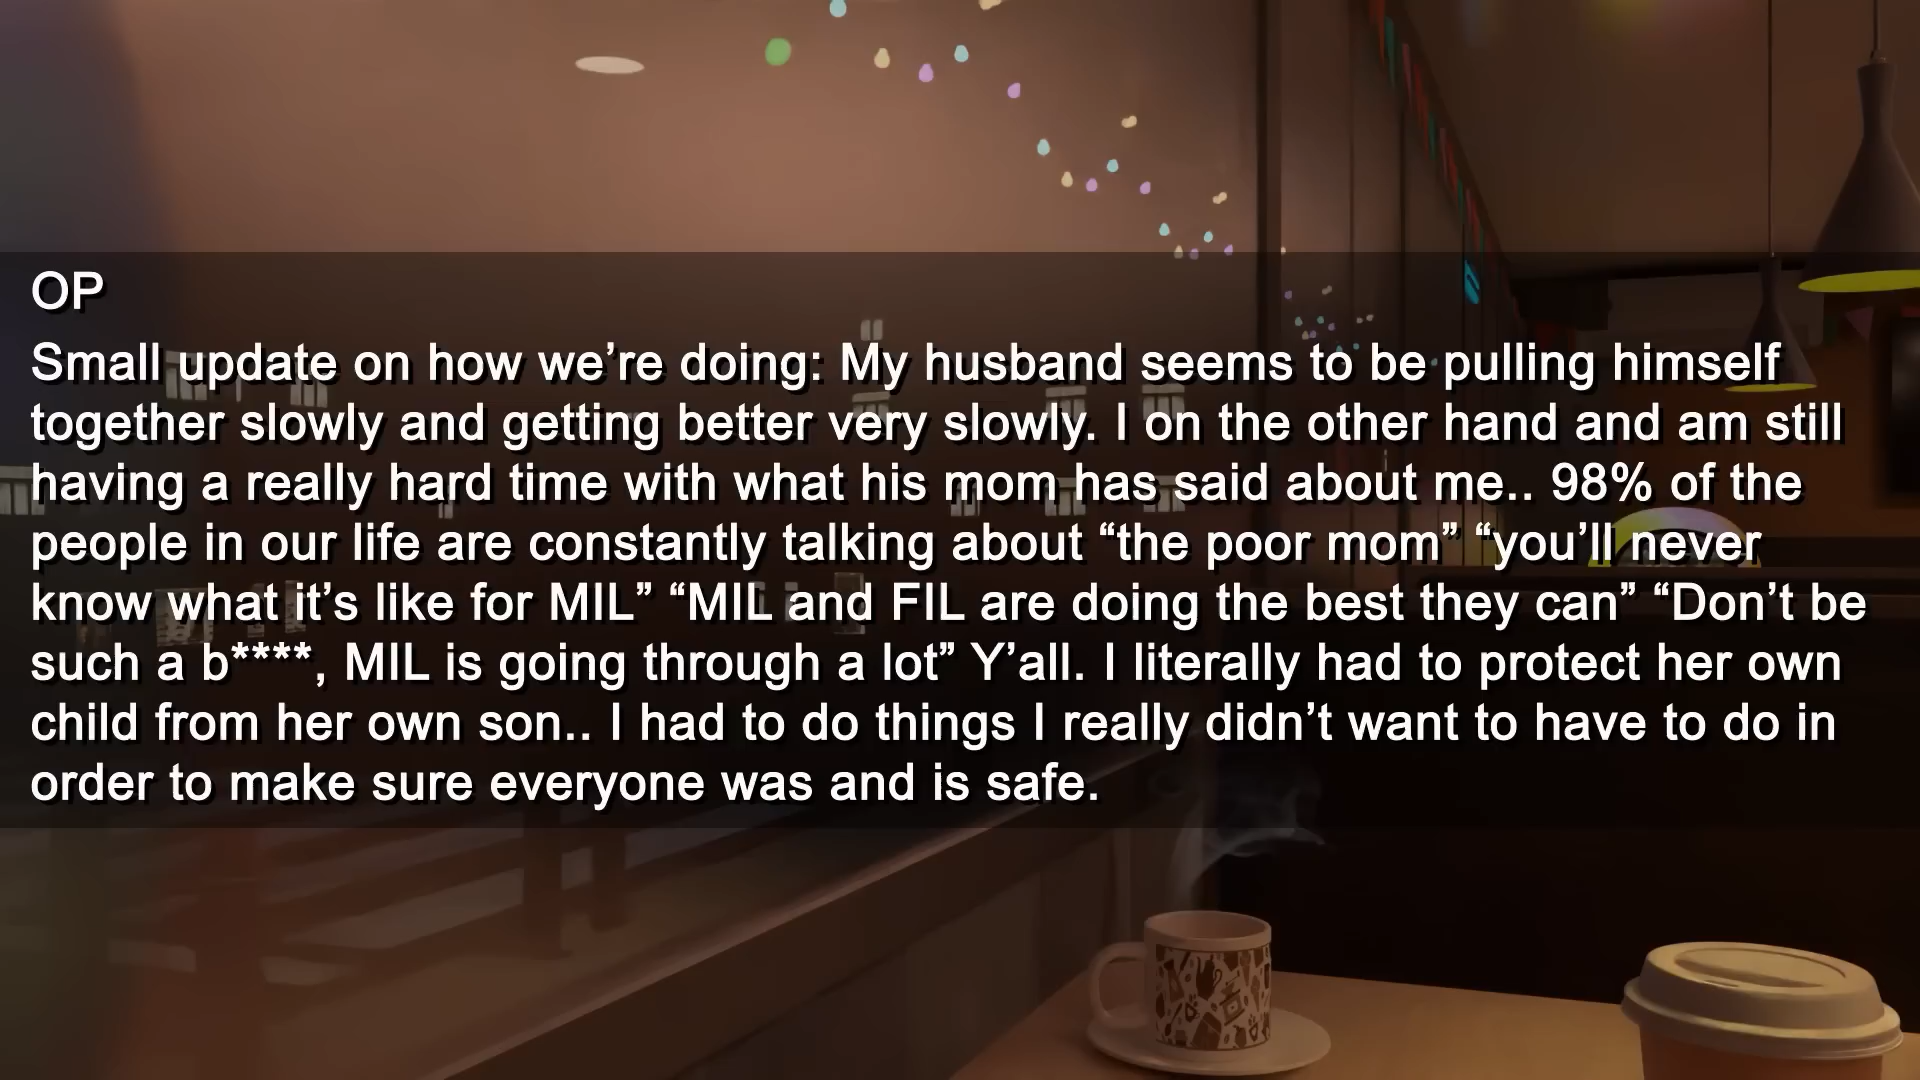 OP
Small update on how we’re doing: My husband seems to be pulling himself
together slowly and getting better very slowly. I on the other hand and am still
having a really hard time with what his mom has said about me.. 98% of the
people in our life are constantly talking about “the poor mom” “you’ll never
know what it’s like for MIL” “MIL and FIL are doing the best they can” “Don’t be
such a b****, MIL is going through a lot” Y’all. I literally had to protect her own
child from her own son.. I had to do things I really didn’t want to have to do in
order to make sure everyone was and is safe.